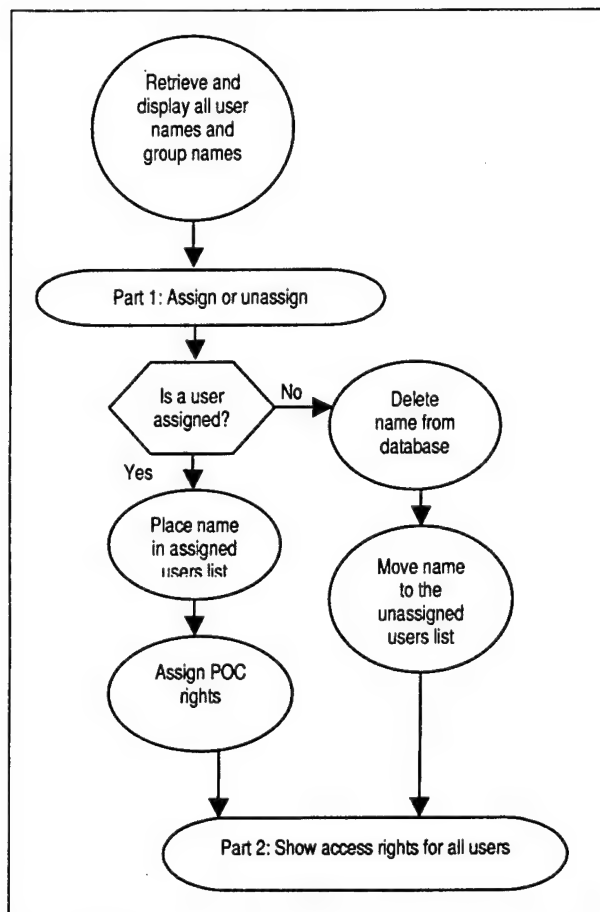 Retrieve and
display all user
names and
group names
Part 1: Assign or unassign
Is a user
assigned?
No
Yes
Delete
name from
database
Place name
in assigned
users list
Move name
to the
unassigned
users list
Assign POC
rights
Part 2: Show access rights for all users